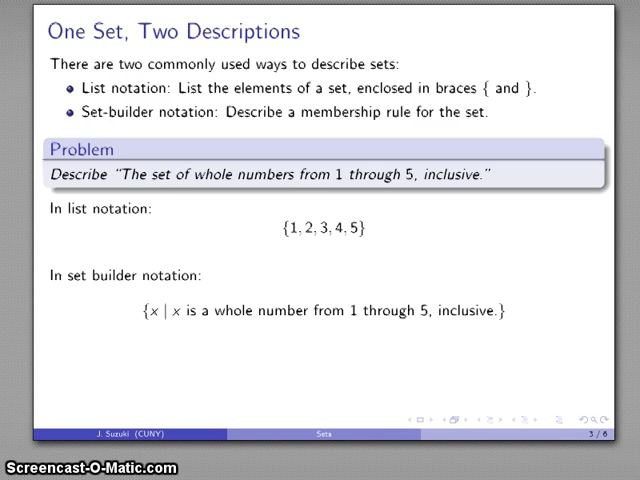 One Set, Two Descriptions
There are two commonly used ways to describe sets:
List notation: List the elements of a set, enclosed in braces { and }.
Set-builder notation: Describe a membership rule for the set.
Problem
Describe “The set of whole numbers from 1 through 5, inclusive.”
In list notation:
{1, 2, 3, 4, 5}
In set builder notation:
{x | x is a whole number from 1 through 5, inclusive.}
J. Suzuki (CUNY) Sets 3 / 6
Screencast-O-Matic.com